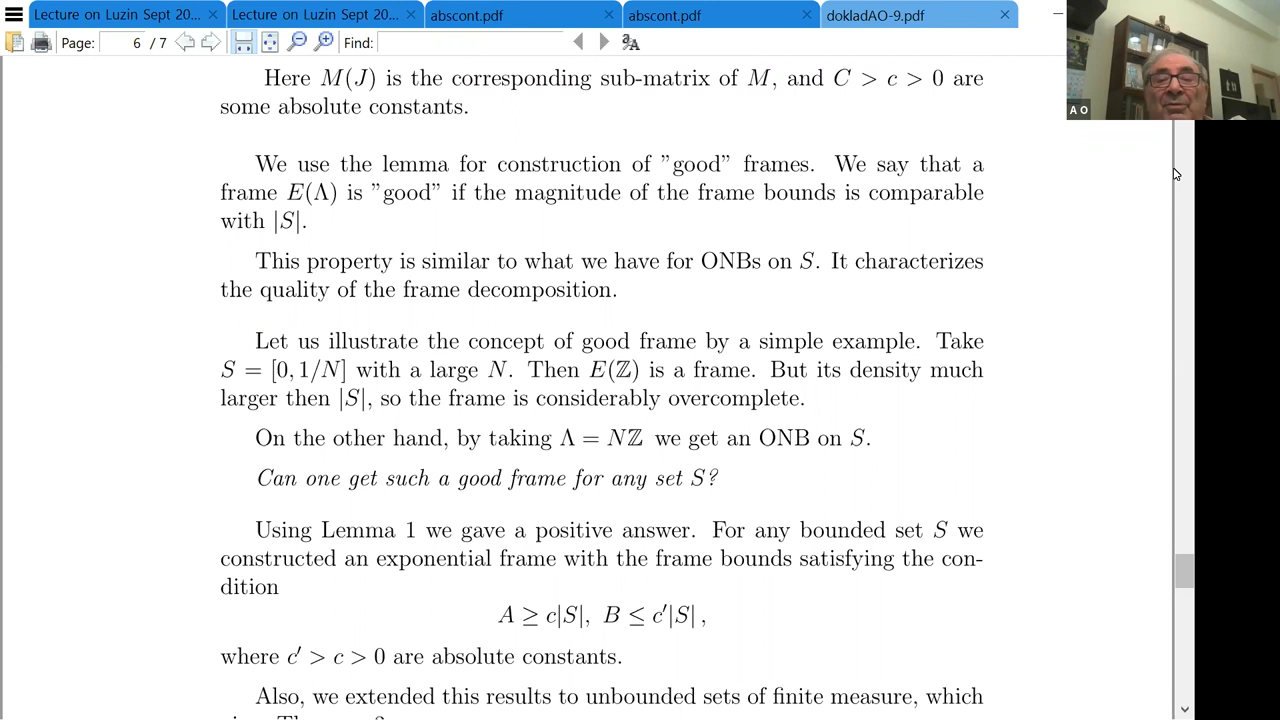 Lecture on Luzin Sept 20... Lecture on Luzin Sept 20... abscont.pdf abscont.pdf dokladAO-9.pdf
Page: 6 / 7 Find:
A O
Here M(J) is the corresponding sub-matrix of M, and C > c > 0 are
some absolute constants.
We use the lemma for construction of ”good” frames. We say that a
frame E(Λ) is ”good” if the magnitude of the frame bounds is comparable
with |S|.
This property is similar to what we have for ONBs on S. It characterizes
the quality of the frame decomposition.
Let us illustrate the concept of good frame by a simple example. Take
S = [0, 1/N] with a large N. Then E(ℤ) is a frame. But its density much
larger then |S|, so the frame is considerably overcomplete.
On the other hand, by taking Λ = Nℤ we get an ONB on S.
Can one get such a good frame for any set S?
Using Lemma 1 we gave a positive answer. For any bounded set S we
constructed an exponential frame with the frame bounds satisfying the con-
dition
A ≥ c|S|, B ≤ c′|S| ,
where c′ > c > 0 are absolute constants.
Also, we extended this results to unbounded sets of finite measure, which